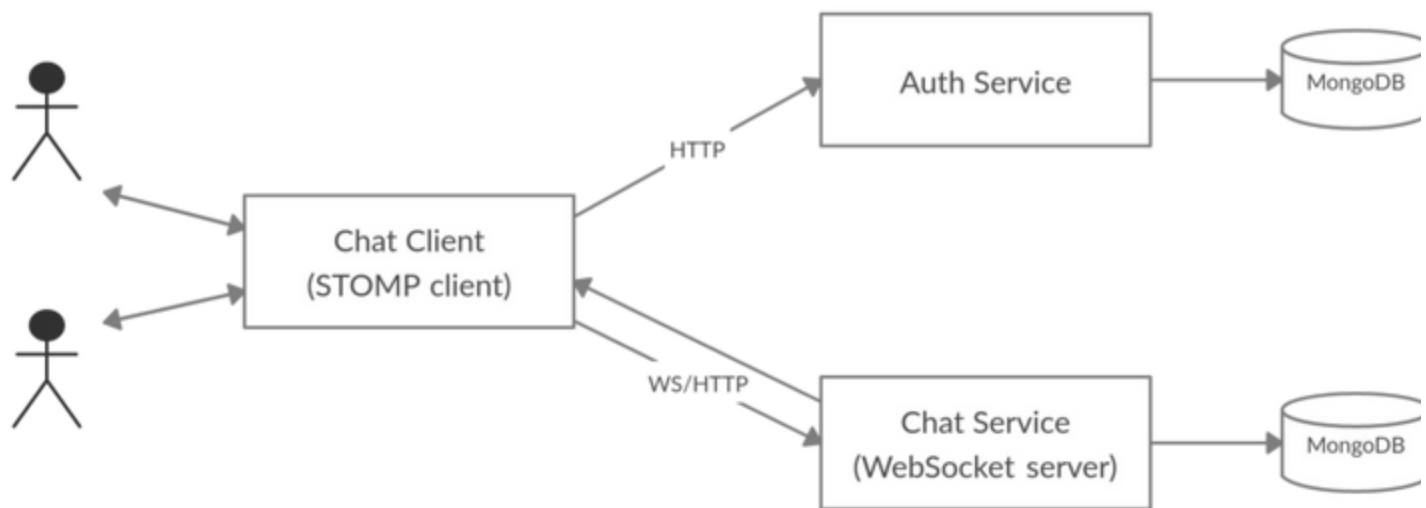 Auth Service
MongoDB
HTTP
Chat Client
(STOMP client)
WS/HTTP
Chat Service
(WebSocket server)
MongoDB